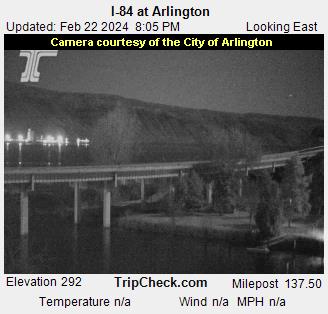 I-84 at Arlington
Updated: Feb 22 2024 8:05 PM Looking East
Camera courtesy of the City of Arlington
Elevation 292 TripCheck.com Milepost 137.50
Temperature n/a Wind n/a MPH n/a